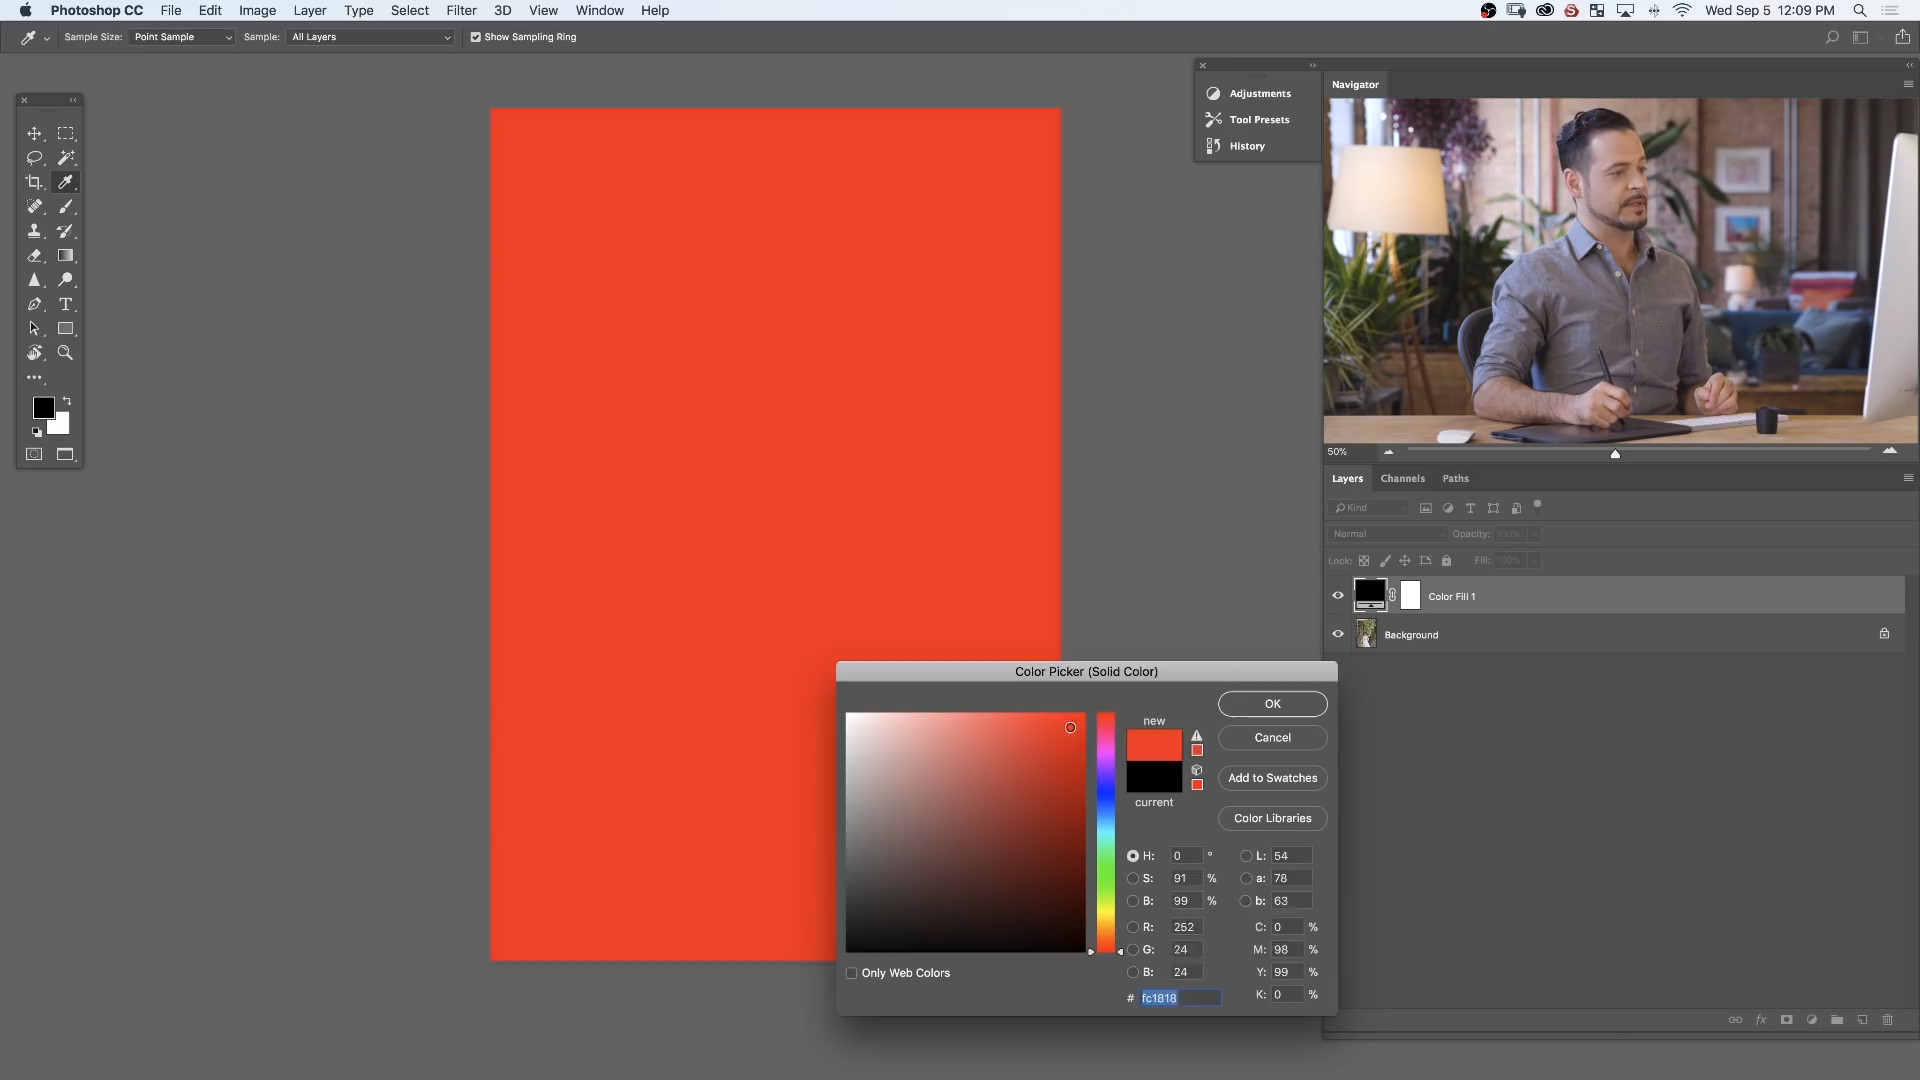 Photoshop CC File Edit Image Layer Type Select Filter 3D View Window Help Wed Sep 5 12:09 PM
Sample Size: Point Sample Sample: All Layers Show Sampling Ring
Adjustments
Tool Presets
History
Navigator
50%
Layers Channels Paths
Kind
Normal Opacity: 100%
Lock: Fill: 100%
Color Fill 1
Background
Color Picker (Solid Color)
new
current
OK
Cancel
Add to Swatches
Color Libraries
H: 0 ° L: 54
S: 91 % a: 78
B: 99 % b: 63
R: 252 C: 0 %
G: 24 M: 98 %
B: 24 Y: 99 %
# fc1818 K: 0 %
Only Web Colors